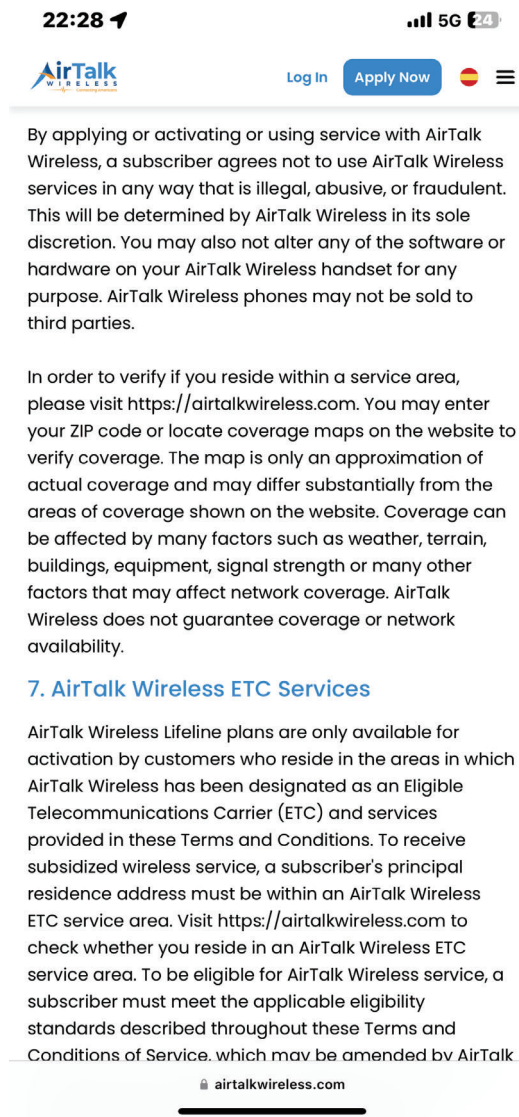 22:28
5G 24
AirTalk
WIRELESS
Log In
Apply Now
By applying or activating or using service with AirTalk
Wireless, a subscriber agrees not to use AirTalk Wireless
services in any way that is illegal, abusive, or fraudulent.
This will be determined by AirTalk Wireless in its sole
discretion. You may also not alter any of the software or
hardware on your AirTalk Wireless handset for any
purpose. AirTalk Wireless phones may not be sold to
third parties.
In order to verify if you reside within a service area,
please visit https://airtalkwireless.com. You may enter
your ZIP code or locate coverage maps on the website to
verify coverage. The map is only an approximation of
actual coverage and may differ substantially from the
areas of coverage shown on the website. Coverage can
be affected by many factors such as weather, terrain,
buildings, equipment, signal strength or many other
factors that may affect network coverage. AirTalk
Wireless does not guarantee coverage or network
availability.
7. AirTalk Wireless ETC Services
AirTalk Wireless Lifeline plans are only available for
activation by customers who reside in the areas in which
AirTalk Wireless has been designated as an Eligible
Telecommunications Carrier (ETC) and services
provided in these Terms and Conditions. To receive
subsidized wireless service, a subscriber's principal
residence address must be within an AirTalk Wireless
ETC service area. Visit https://airtalkwireless.com to
check whether you reside in an AirTalk Wireless ETC
service area. To be eligible for AirTalk Wireless service, a
subscriber must meet the applicable eligibility
standards described throughout these Terms and
Conditions of Service, which may be amended by AirTalk
airtalkwireless.com